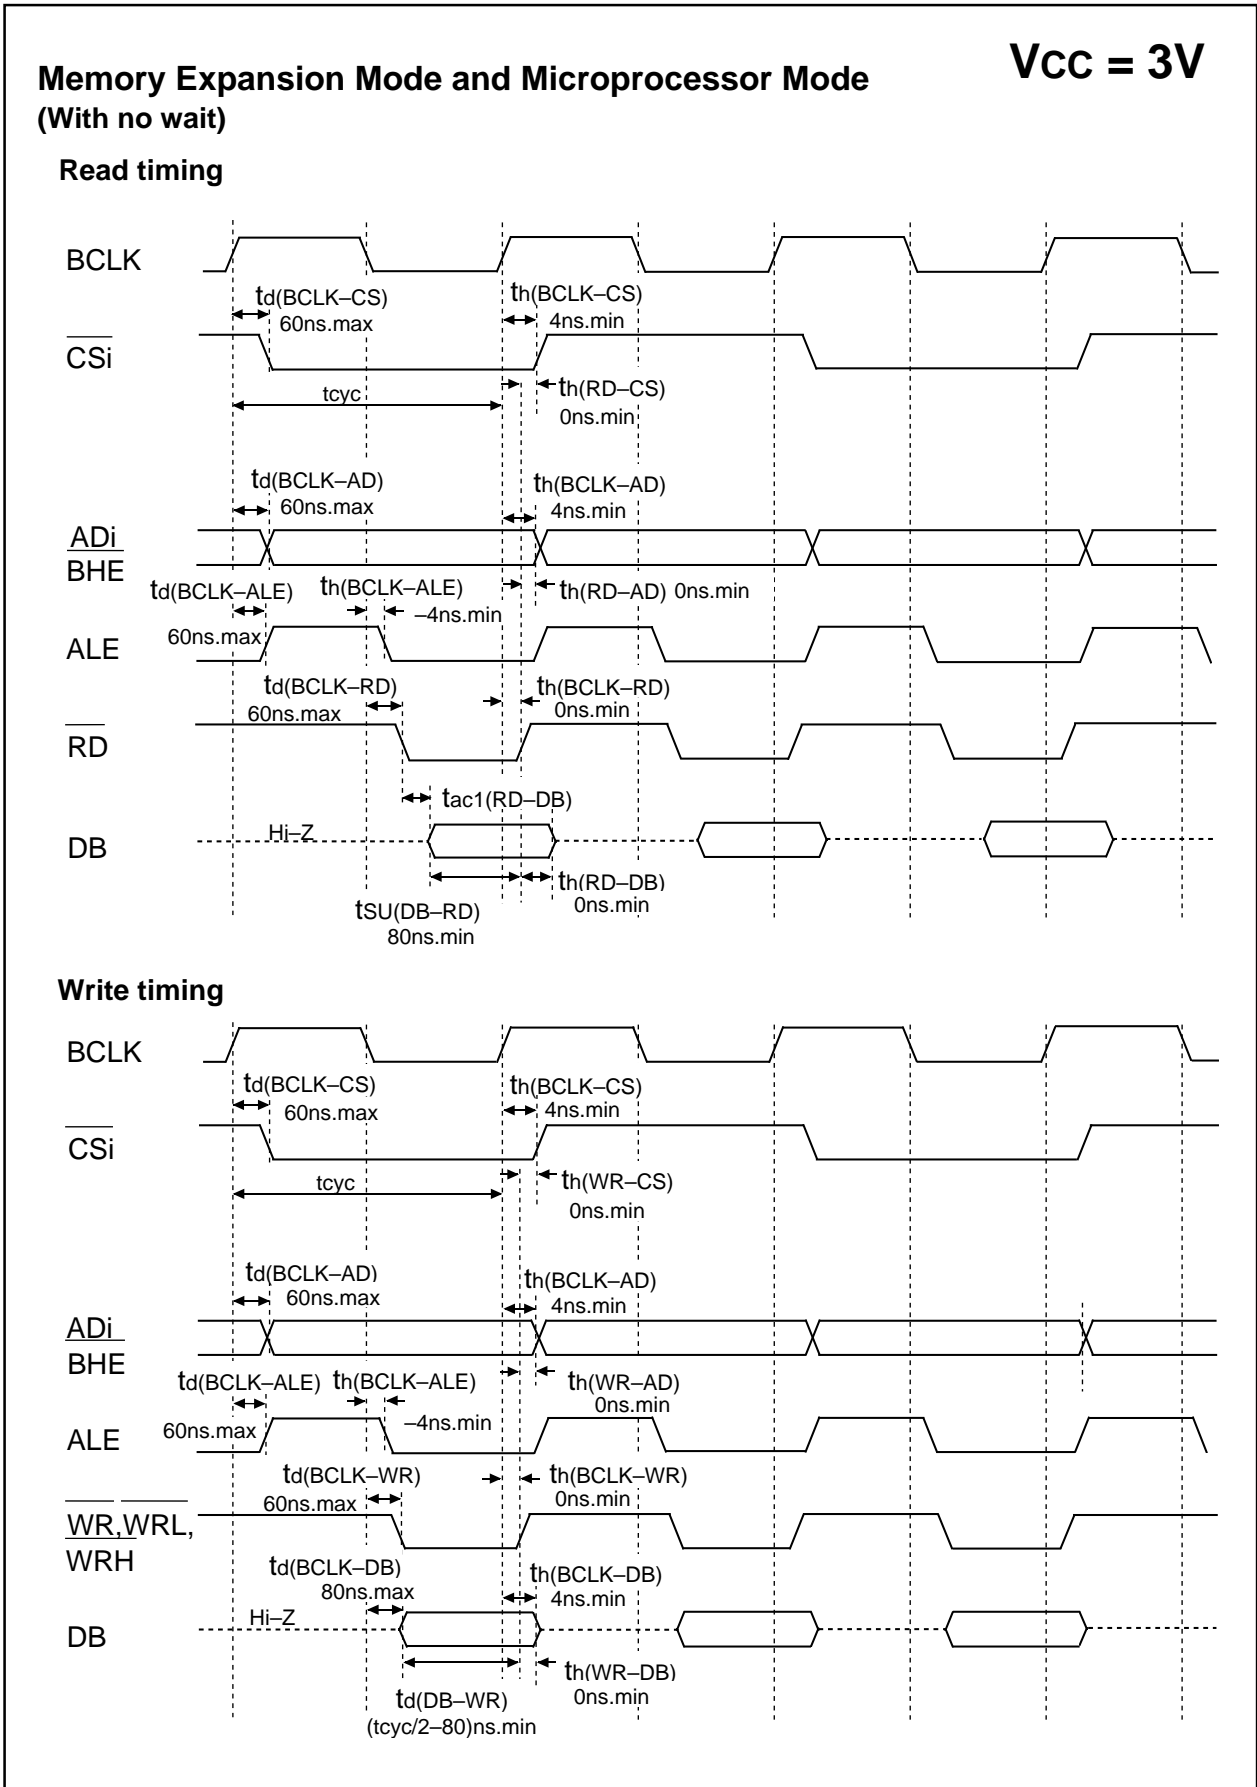 VCC = 3V
Memory Expansion Mode and Microprocessor Mode
(With no wait)
Read timing
BCLK
td(BCLK–CS)
60ns.max
th(BCLK–CS)
4ns.min
CSi
tcyc
th(RD–CS)
0ns.min
td(BCLK–AD)
60ns.max
th(BCLK–AD)
4ns.min
ADi
BHE
td(BCLK–ALE)
60ns.max
th(BCLK–ALE)
–4ns.min
th(RD–AD) 0ns.min
ALE
td(BCLK–RD)
60ns.max
th(BCLK–RD)
0ns.min
RD
tac1(RD–DB)
DB
Hi–Z
tSU(DB–RD)
80ns.min
th(RD–DB)
0ns.min
Write timing
BCLK
td(BCLK–CS)
60ns.max
th(BCLK–CS)
4ns.min
CSi
tcyc
th(WR–CS)
0ns.min
td(BCLK–AD)
60ns.max
th(BCLK–AD)
4ns.min
ADi
BHE
td(BCLK–ALE)
60ns.max
th(BCLK–ALE)
–4ns.min
th(WR–AD)
0ns.min
ALE
td(BCLK–WR)
60ns.max
th(BCLK–WR)
0ns.min
WR,WRL,
WRH
td(BCLK–DB)
80ns.max
th(BCLK–DB)
4ns.min
DB
Hi–Z
td(DB–WR)
(tcyc/2–80)ns.min
th(WR–DB)
0ns.min